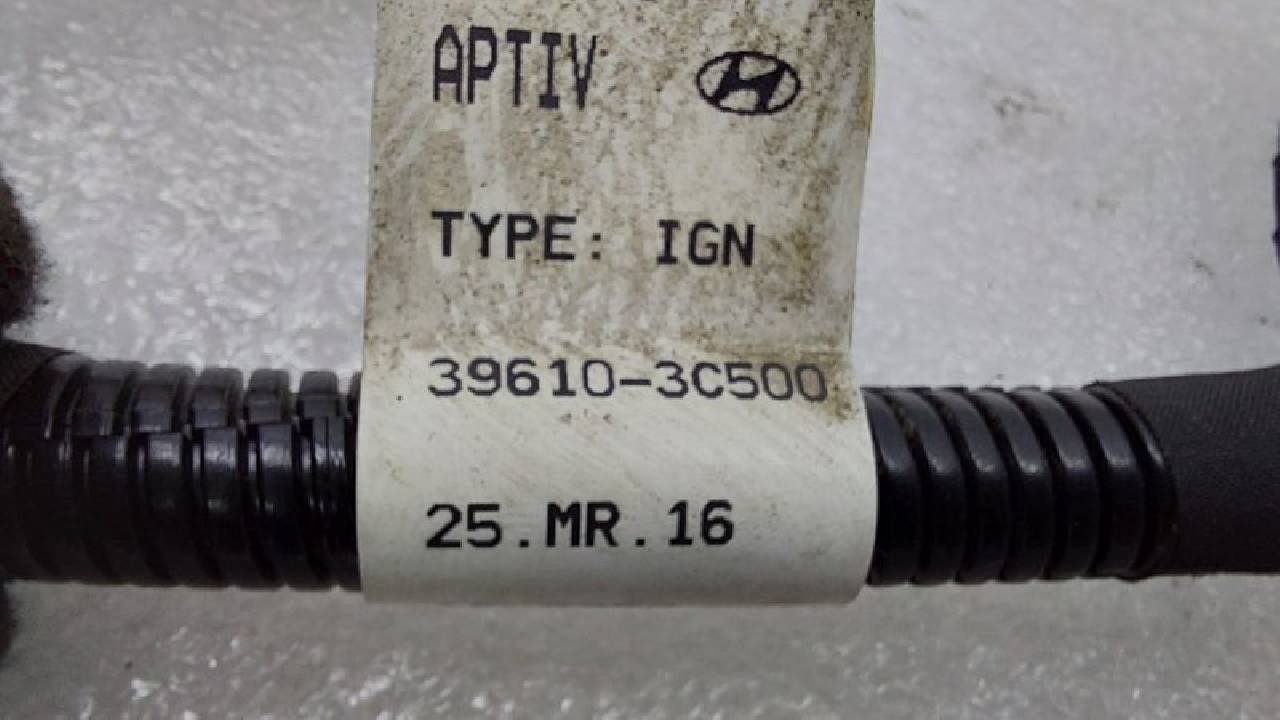 APTIV
TYPE: IGN
39610-3C500
25.MR.16